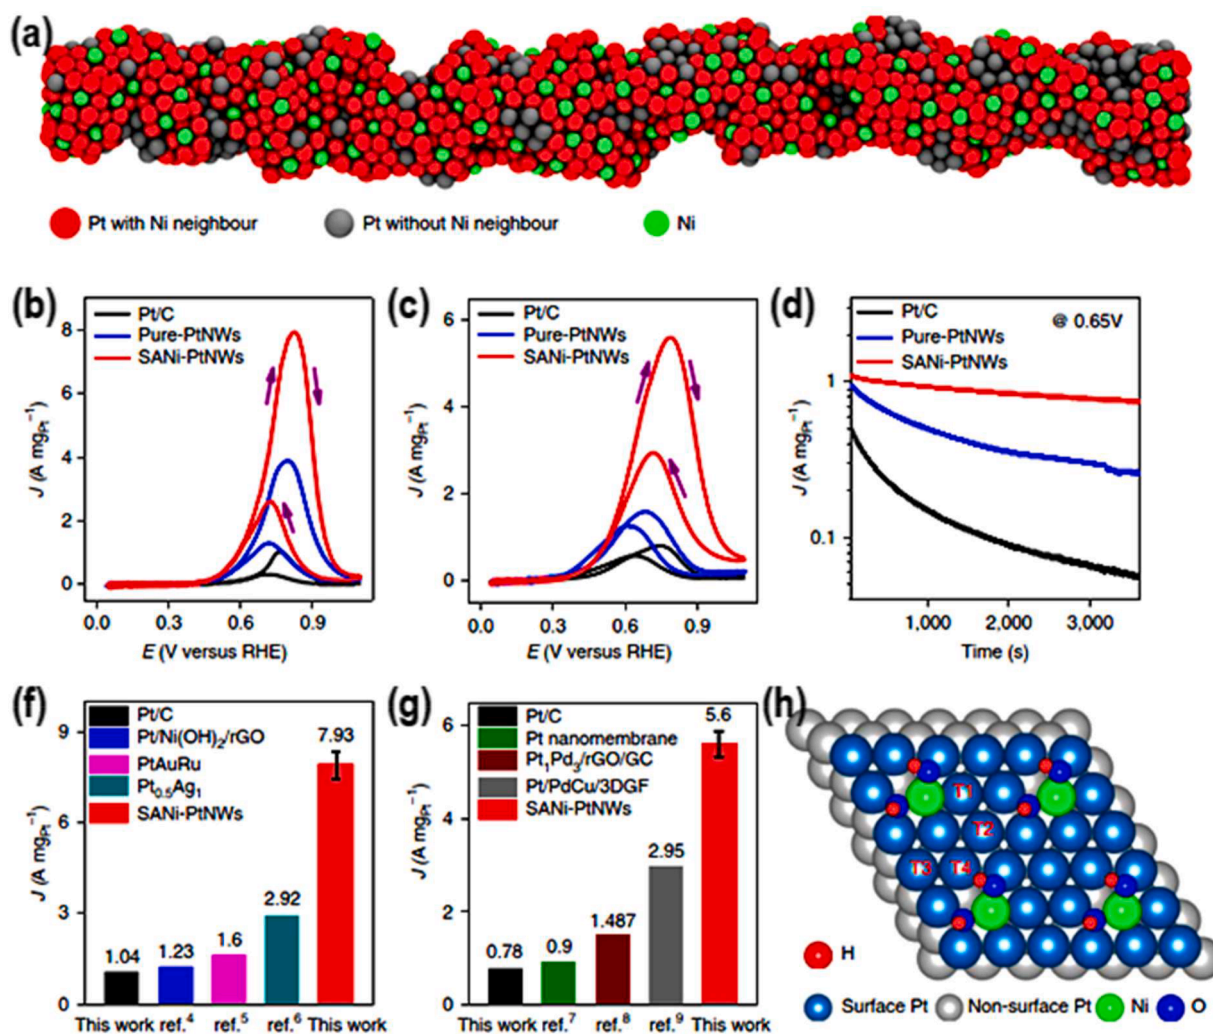 (a)
Pt with Ni neighbour Pt without Ni neighbour Ni
(b)
Pt/C
Pure-PtNWs
SANi-PtNWs
8
6
4
2
0
J (A mgPt⁻¹)
0.0 0.3 0.6 0.9
E (V versus RHE)
(c)
Pt/C
Pure-PtNWs
SANi-PtNWs
6
4
2
0
J (A mgPt⁻¹)
0.0 0.3 0.6 0.9
E (V versus RHE)
(d)
Pt/C
Pure-PtNWs
SANi-PtNWs
@ 0.65V
1
0.1
J (A mgPt⁻¹)
1,000 2,000 3,000
Time (s)
(f)
Pt/C
Pt/Ni(OH)₂/rGO
PtAuRu
Pt₀.₅Ag₁
SANi-PtNWs
9
6
3
0
J (A mgPt⁻¹)
1.04 1.23 1.6 2.92 7.93
This work ref.⁴ ref.⁵ ref.⁶ This work
(g)
Pt/C
Pt nanomembrane
Pt₁Pd₃/rGO/GC
Pt/PdCu/3DGF
SANi-PtNWs
6
4
2
0
J (A mgPt⁻¹)
0.78 0.9 1.487 2.95 5.6
This work ref.⁷ ref.⁸ ref.⁹ This work
(h)
T1
T2
T3 T4
H
Surface Pt Non-surface Pt Ni O